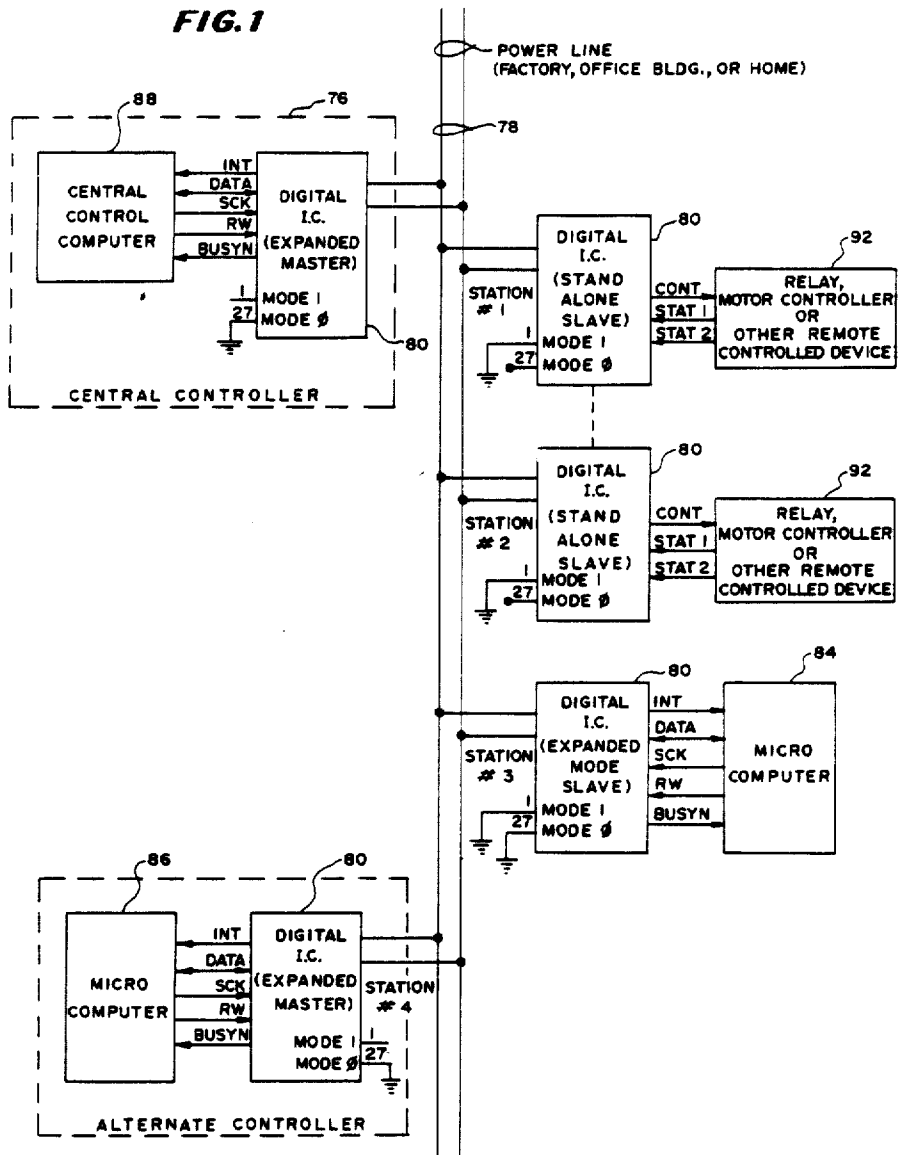 FIG.1
POWER LINE
(FACTORY, OFFICE BLDG., OR HOME)
78
88
76
CENTRAL
CONTROL
COMPUTER
INT
DATA
SCK
RW
BUSYN
DIGITAL
I.C.
(EXPANDED
MASTER)
1 MODE 1
27 MODE Ø
80
CENTRAL CONTROLLER
80
DIGITAL
I.C.
(STAND
ALONE
SLAVE)
STATION
#1
1 MODE 1
27 MODE Ø
CONT
STAT 1
STAT 2
92
RELAY,
MOTOR CONTROLLER
OR
OTHER REMOTE
CONTROLLED DEVICE
80
DIGITAL
I.C.
(STAND
ALONE
SLAVE)
STATION
#2
1 MODE 1
27 MODE Ø
CONT
STAT 1
STAT 2
92
RELAY,
MOTOR CONTROLLER
OR
OTHER REMOTE
CONTROLLED DEVICE
80
DIGITAL
I.C.
(EXPANDED
MODE
SLAVE)
STATION
#3
1 MODE 1
27 MODE Ø
INT
DATA
SCK
RW
BUSYN
84
MICRO
COMPUTER
86
MICRO
COMPUTER
INT
DATA
SCK
RW
BUSYN
80
DIGITAL
I.C.
(EXPANDED
MASTER)
STATION
#4
MODE 1 1
MODE Ø 27
ALTERNATE CONTROLLER